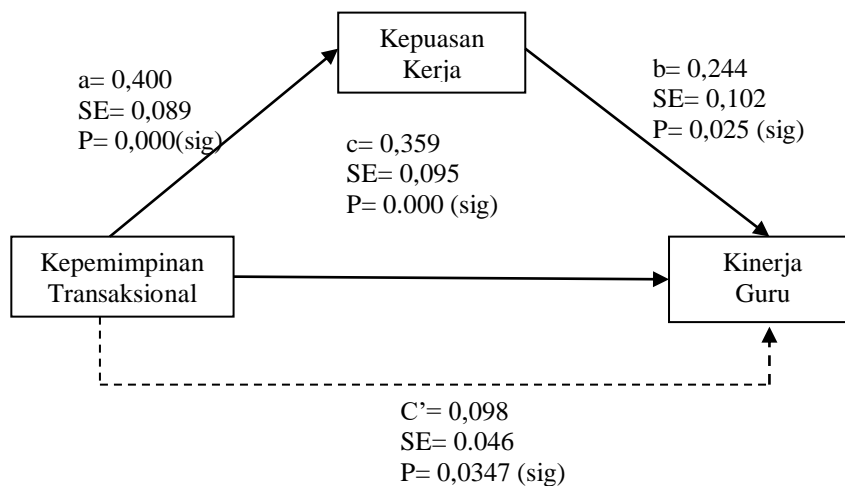 Kepuasan
Kerja
a= 0,400
SE= 0,089
P= 0,000(sig)
b= 0,244
SE= 0,102
P= 0,025 (sig)
c= 0,359
SE= 0,095
P= 0.000 (sig)
Kepemimpinan
Transaksional
Kinerja
Guru
C’= 0,098
SE= 0.046
P= 0,0347 (sig)